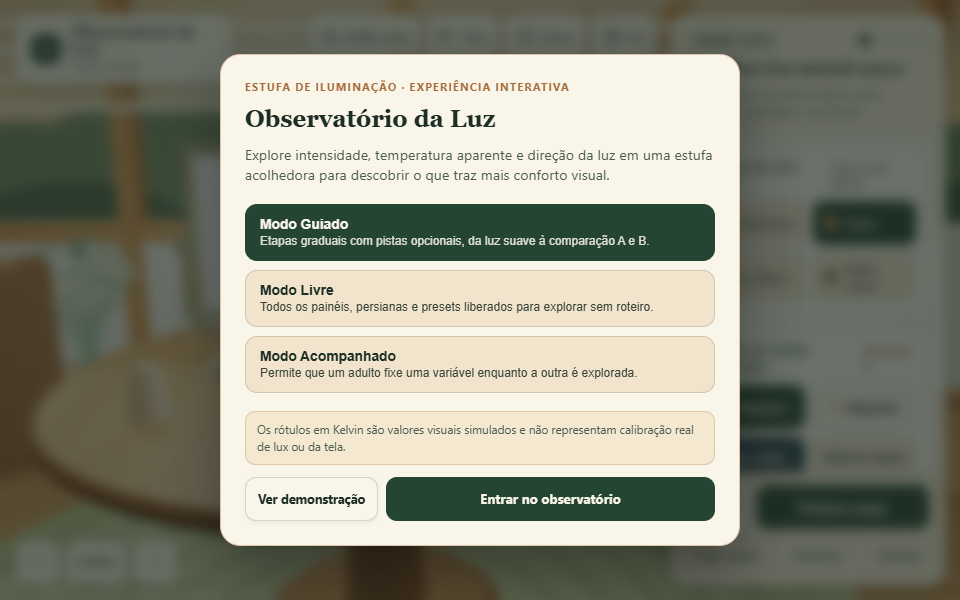 ESTUFA DE ILUMINAÇÃO · EXPERIÊNCIA INTERATIVA
Observatório da Luz
Explore intensidade, temperatura aparente e direção da luz em uma estufa
acolhedora para descobrir o que traz mais conforto visual.
Modo Guiado
Etapas graduais com pistas opcionais, da luz suave à comparação A e B.
Modo Livre
Todos os painéis, persianas e presets liberados para explorar sem roteiro.
Modo Acompanhado
Permite que um adulto fixe uma variável enquanto a outra é explorada.
Os rótulos em Kelvin são valores visuais simulados e não representam calibração real
de lux ou da tela.
Ver demonstração
Entrar no observatório